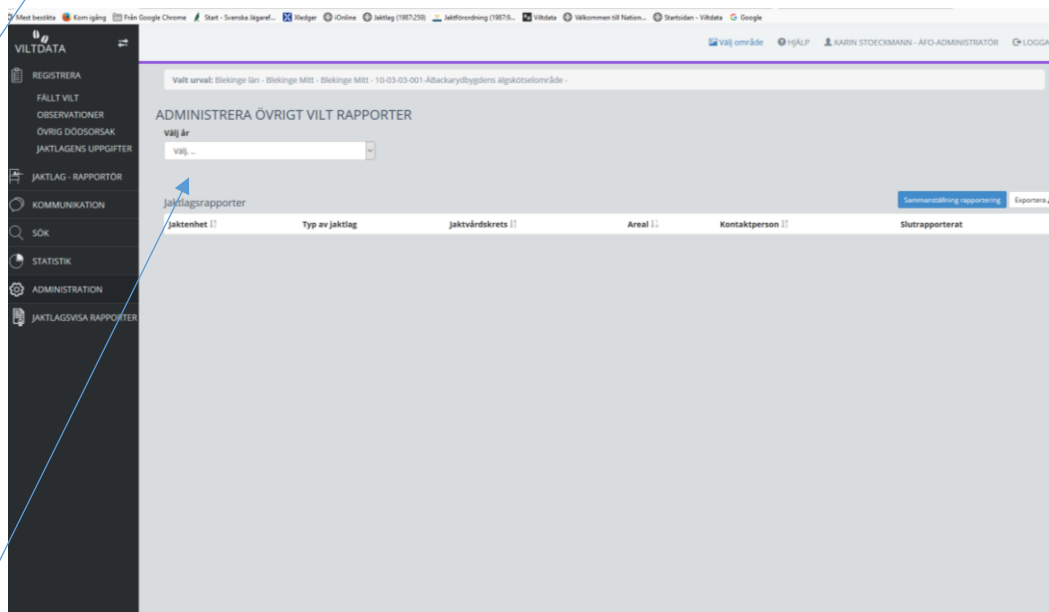 Mest besökta Kom igång Från Google Chrome Start - Svenska Jägaref... Xledger iOnline Jaktlag (1987:259) Jaktförordning (1987:9... Viltdata Välkommen till Nation... Startsidan - Viltdata Google
VILTDATA
Välj område HJÄLP KARIN STOECKMANN - ÄFO-ADMINISTRATÖR LOGGA
REGISTRERA
FÄLLT VILT
OBSERVATIONER
ÖVRIG DÖDSORSAK
JAKTLAGENS UPPGIFTER
JAKTLAG - RAPPORTÖR
KOMMUNIKATION
SÖK
STATISTIK
ADMINISTRATION
JAKTLAGSVISA RAPPORTER
Valt urval: Blekinge län - Blekinge Mitt - Blekinge Mitt - 10-03-03-001-Abackarydbygdens älgskötselområde -
ADMINISTRERA ÖVRIGT VILT RAPPORTER
Välj år
Välj. ...
Jaktlagsrapporter
Sammanställning rapportering Exportera
Jaktenhet Typ av jaktlag Jaktvårdskrets Areal Kontaktperson Slutrapporterat